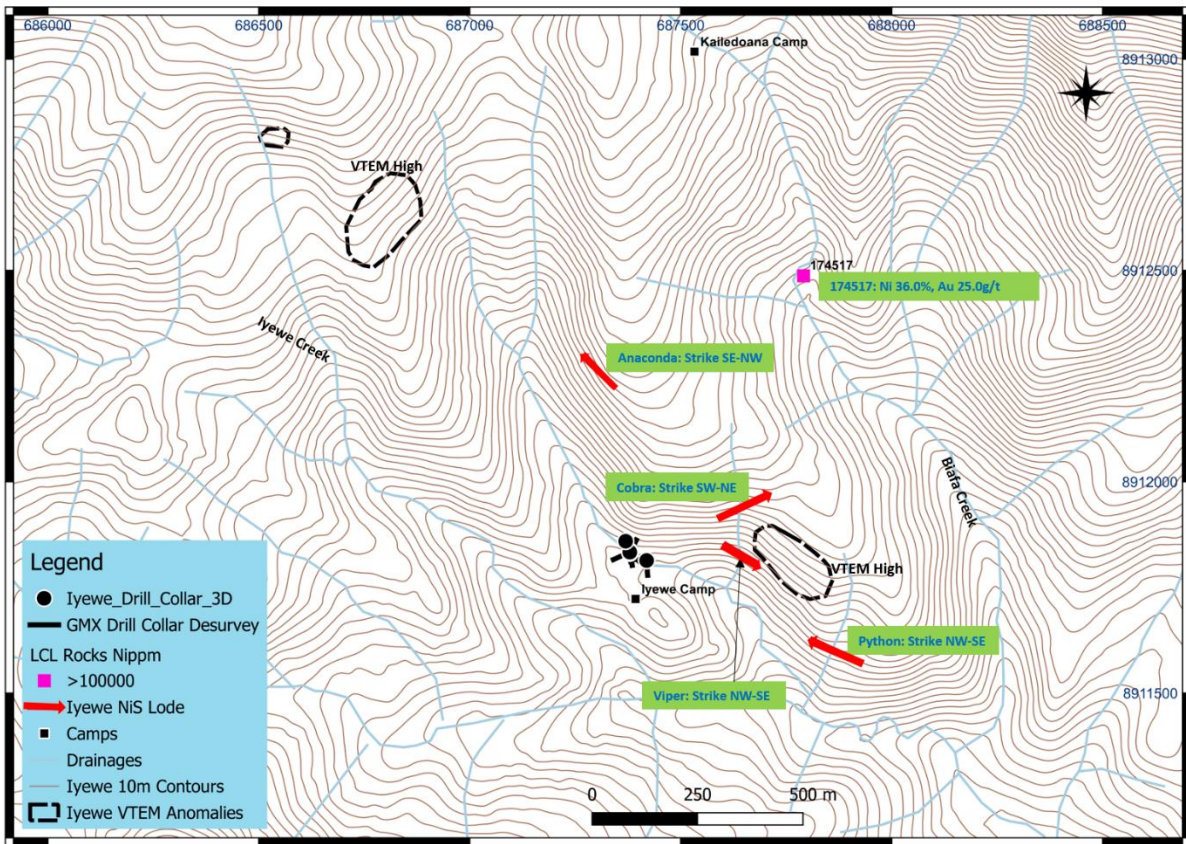 686000
686500
687000
687500
688000
688500
Kailedoana Camp
8913000
VTEM High
174517
8912500
174517: Ni 36.0%, Au 25.0g/t
Iyewe Creek
Anaconda: Strike SE-NW
Cobra: Strike SW-NE
Biafa Creek
8912000
VTEM High
Iyewe Camp
Python: Strike NW-SE
Viper: Strike NW-SE
8911500
Legend
Iyewe_Drill_Collar_3D
GMX Drill Collar Desurvey
LCL Rocks Nippm
>100000
Iyewe NiS Lode
Camps
Drainages
Iyewe 10m Contours
Iyewe VTEM Anomalies
0 250 500 m